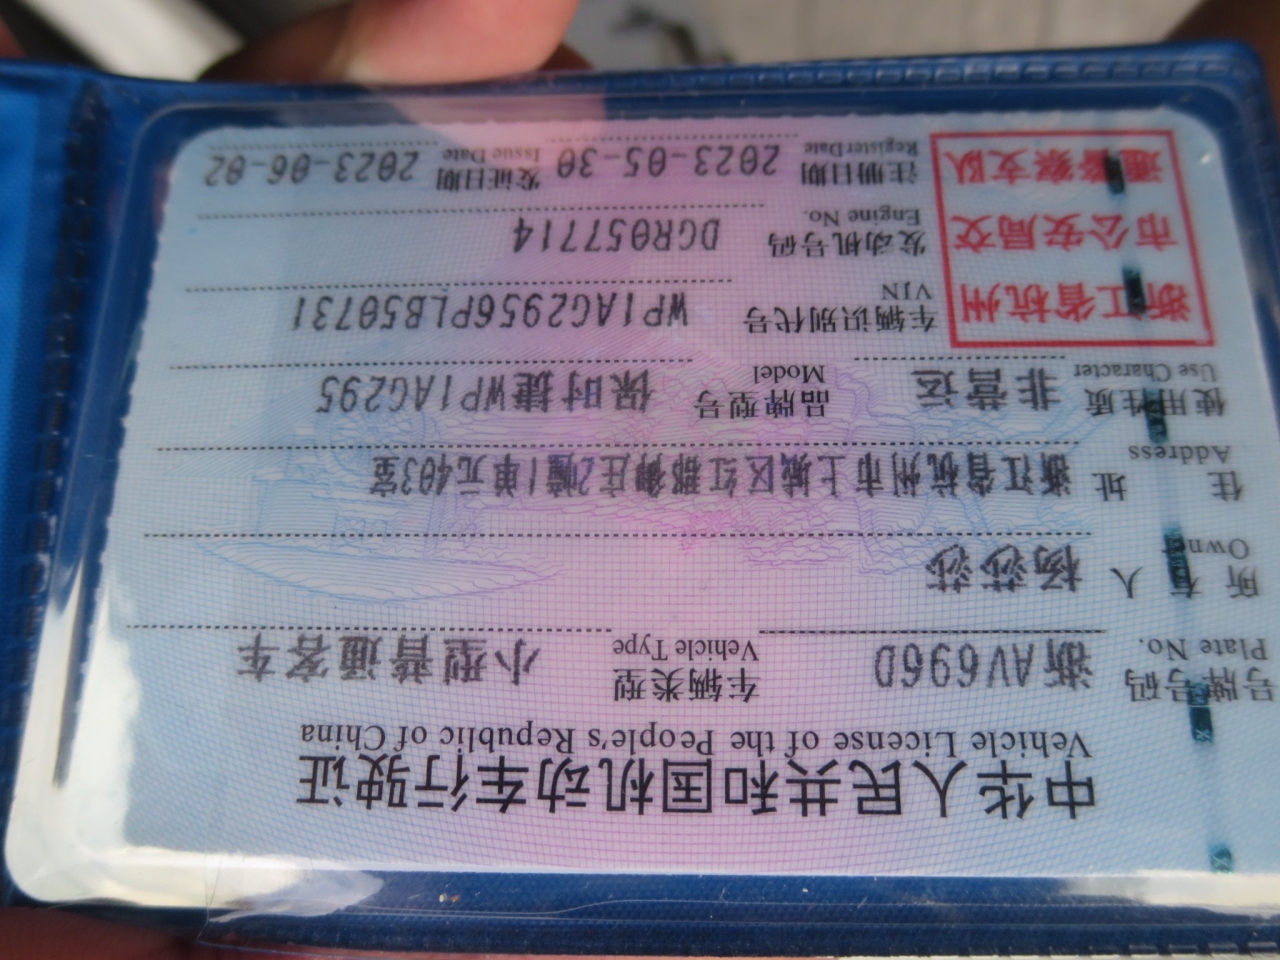 中华人民共和国机动车行驶证
Vehicle License of the People's Republic of China
号牌号码 浙AV696D 车辆类型 小型普通客车
Plate No. Vehicle Type
所有人 杨莎莎
Owner
住址 浙江省杭州市上城区红郡御庄2幢1单元403室
Address
使用性质 非营运 品牌型号 保时捷WP1AG295
Use Character Model
浙江省杭州市公安局交通警察支队
车辆识别代号 WP1AG2956PLB50731
VIN
发动机号码 DGR057714
Engine No.
注册日期 2023-05-30 发证日期 2023-06-02
Register Date Issue Date